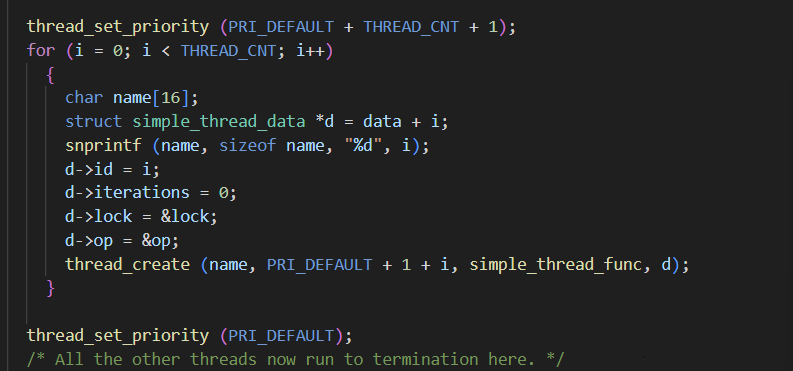 thread_set_priority (PRI_DEFAULT + THREAD_CNT + 1);
for (i = 0; i < THREAD_CNT; i++)
  {
    char name[16];
    struct simple_thread_data *d = data + i;
    snprintf (name, sizeof name, "%d", i);
    d->id = i;
    d->iterations = 0;
    d->lock = &lock;
    d->op = &op;
    thread_create (name, PRI_DEFAULT + 1 + i, simple_thread_func, d);
  }
thread_set_priority (PRI_DEFAULT);
/* All the other threads now run to termination here. */